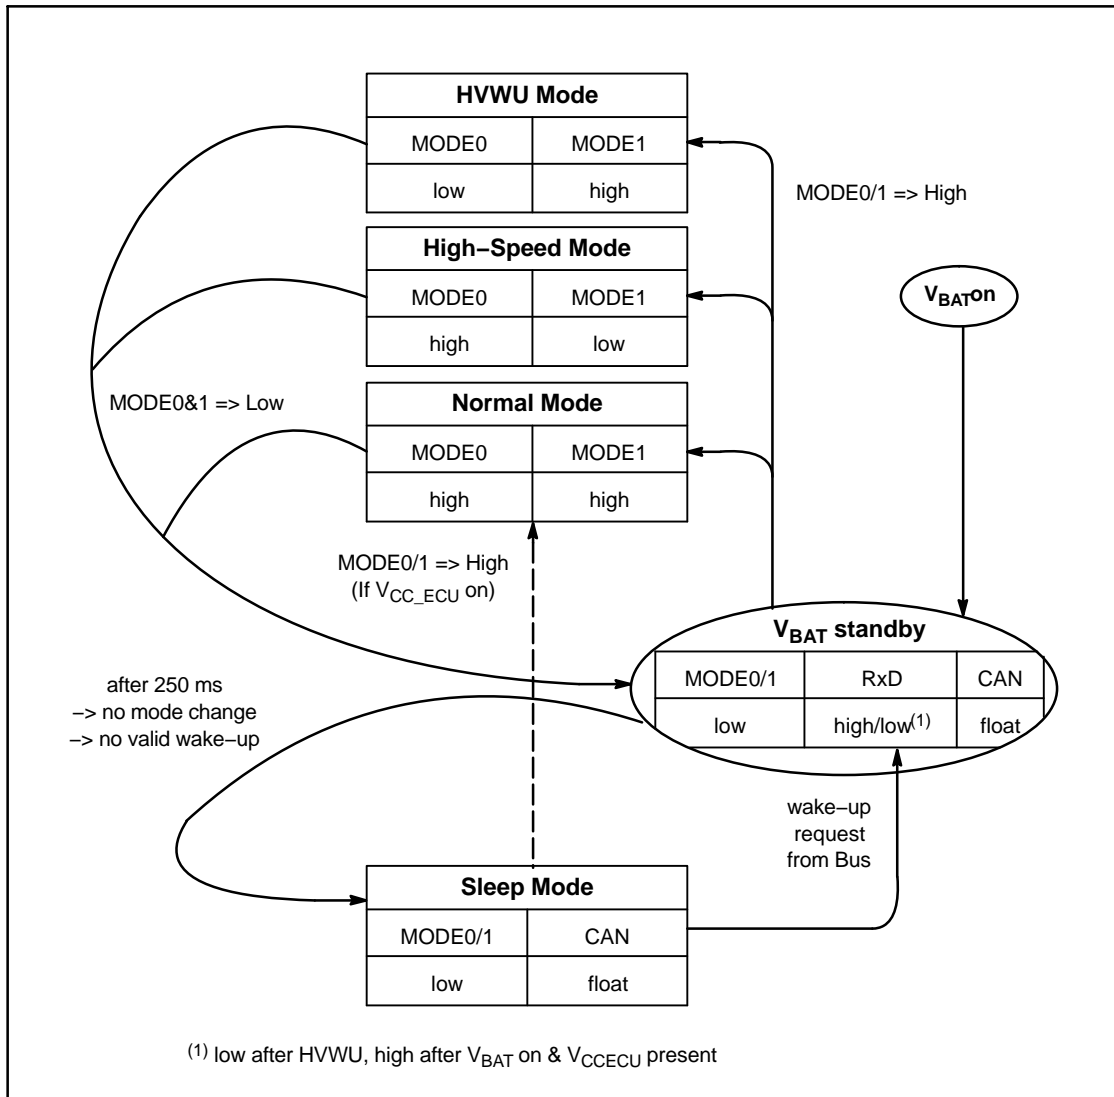 HVWU Mode
MODE0 MODE1
low high
MODE0/1 => High
High−Speed Mode
MODE0 MODE1
high low
VBAT on
MODE0&1 => Low
Normal Mode
MODE0 MODE1
high high
MODE0/1 => High
(If VCC_ECU on)
VBAT standby
MODE0/1 RxD CAN
low high/low(1) float
after 250 ms
−> no mode change
−> no valid wake−up
wake−up
request
from Bus
Sleep Mode
MODE0/1 CAN
low float
(1) low after HVWU, high after VBAT on & VCCECU present